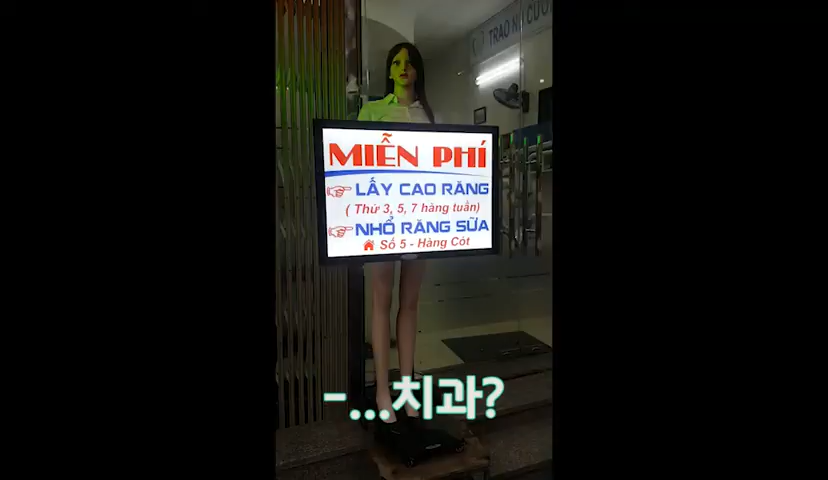 TRAO N
MIỄN PHÍ
LẤY CAO RĂNG
( Thứ 3, 5, 7 hàng tuần)
NHỔ RĂNG SỮA
Số 5 - Hàng Cót
-...치과?